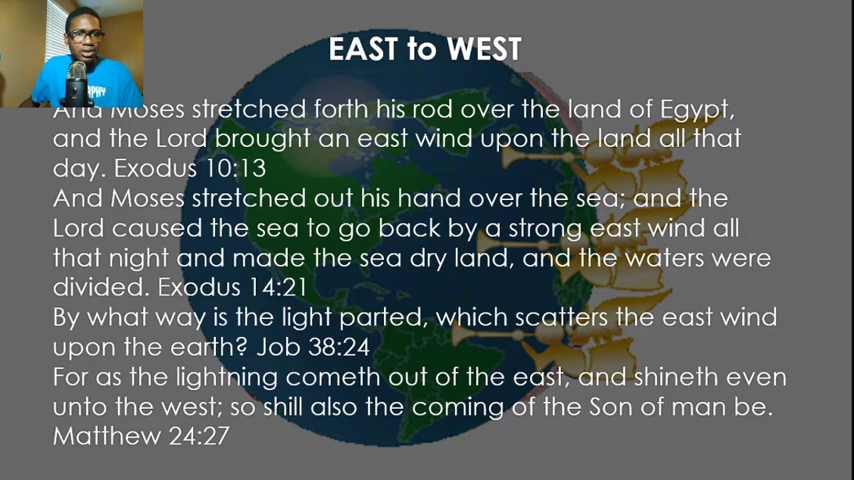 EAST to WEST
And Moses stretched forth his rod over the land of Egypt,
and the Lord brought an east wind upon the land all that
day. Exodus 10:13
And Moses stretched out his hand over the sea; and the
Lord caused the sea to go back by a strong east wind all
that night and made the sea dry land, and the waters were
divided. Exodus 14:21
By what way is the light parted, which scatters the east wind
upon the earth? Job 38:24
For as the lightning cometh out of the east, and shineth even
unto the west; so shill also the coming of the Son of man be.
Matthew 24:27